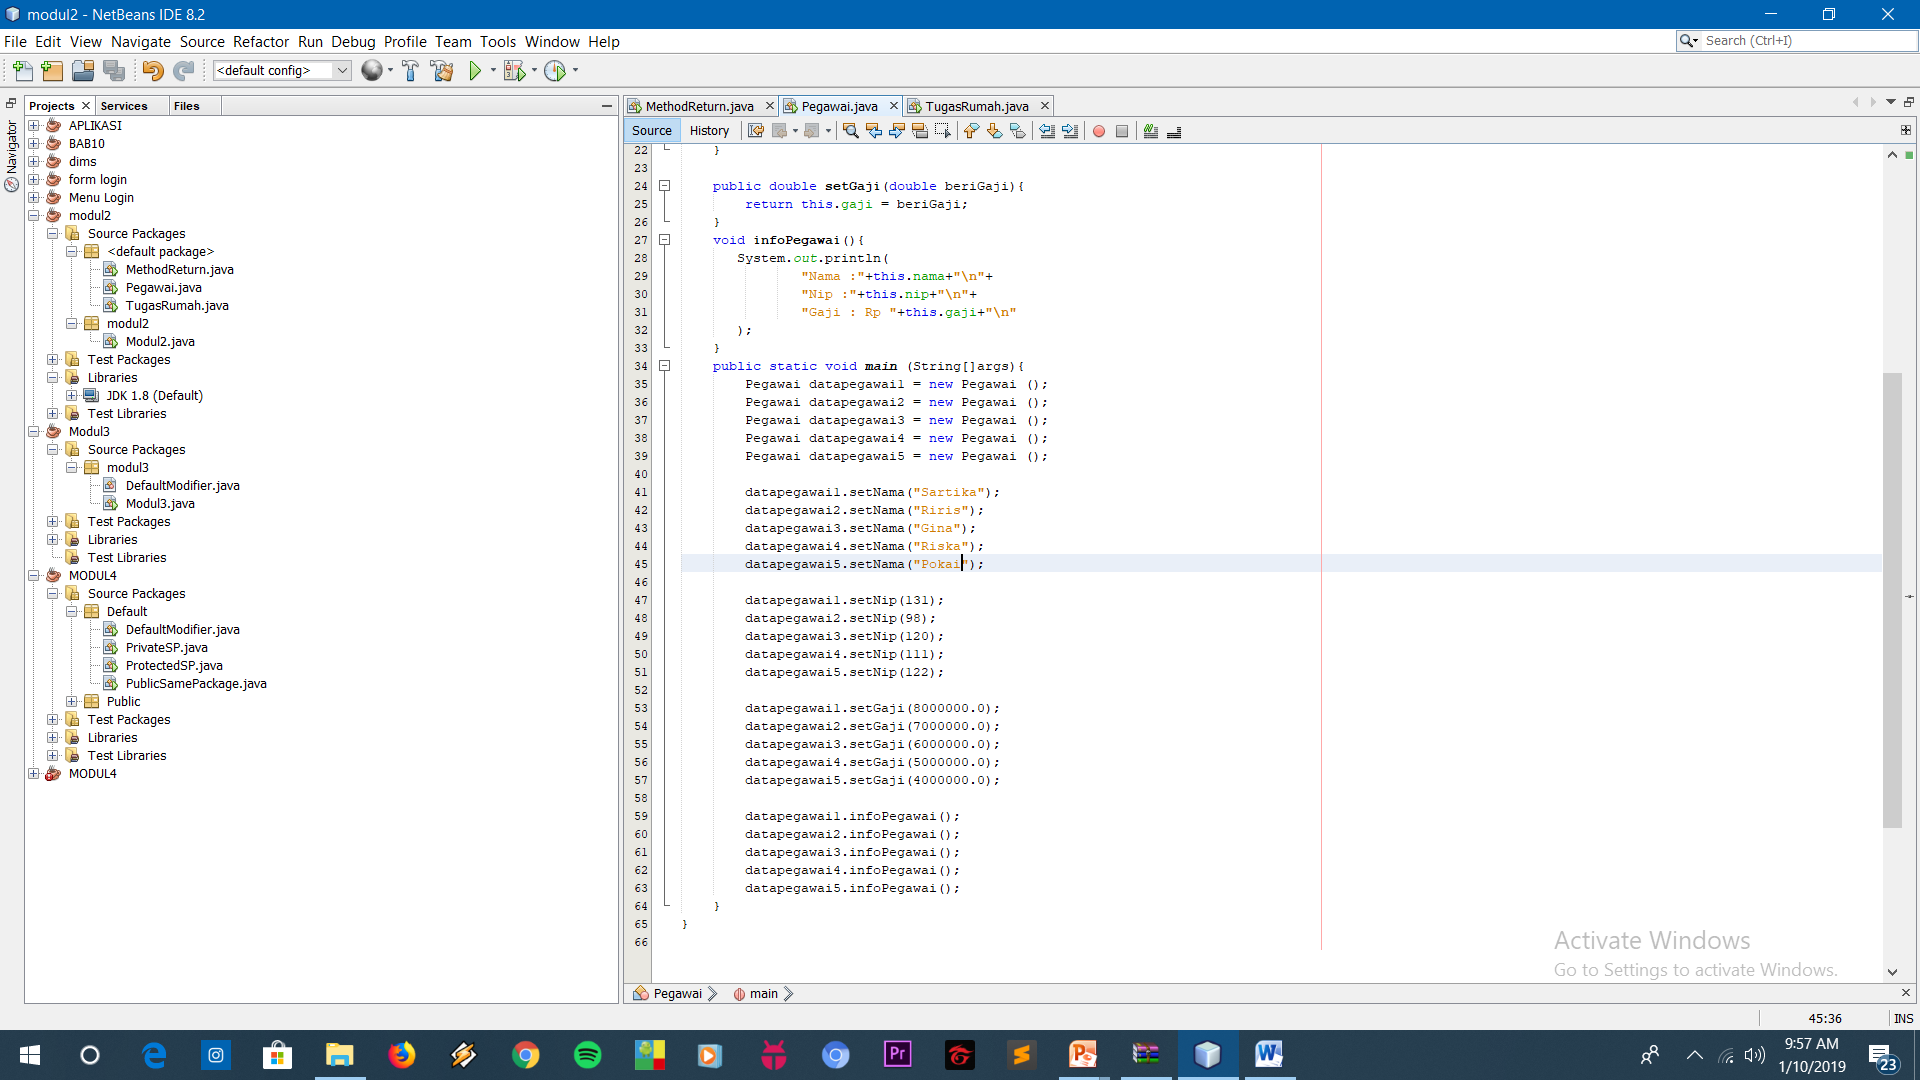 modul2 - NetBeans IDE 8.2
File Edit View Navigate Source Refactor Run Debug Profile Team Tools Window Help
Search (Ctrl+I)
<default config>
Projects Services Files
Navigator
APLIKASI
BAB10
dims
form login
Menu Login
modul2
Source Packages
<default package>
MethodReturn.java
Pegawai.java
TugasRumah.java
modul2
Modul2.java
Test Packages
Libraries
JDK 1.8 (Default)
Test Libraries
Modul3
Source Packages
modul3
DefaultModifier.java
Modul3.java
Test Packages
Libraries
Test Libraries
MODUL4
Source Packages
Default
DefaultModifier.java
PrivateSP.java
ProtectedSP.java
PublicSamePackage.java
Public
Test Packages
Libraries
Test Libraries
MODUL4
MethodReturn.java Pegawai.java TugasRumah.java
Source History
22 }
23
24 public double setGaji(double beriGaji){
25 return this.gaji = beriGaji;
26 }
27 void infoPegawai(){
28 System.out.println(
29 "Nama :"+this.nama+"\n"+
30 "Nip :"+this.nip+"\n"+
31 "Gaji : Rp "+this.gaji+"\n"
32 );
33 }
34 public static void main (String[]args){
35 Pegawai datapegawai1 = new Pegawai ();
36 Pegawai datapegawai2 = new Pegawai ();
37 Pegawai datapegawai3 = new Pegawai ();
38 Pegawai datapegawai4 = new Pegawai ();
39 Pegawai datapegawai5 = new Pegawai ();
40
41 datapegawai1.setNama("Sartika");
42 datapegawai2.setNama("Riris");
43 datapegawai3.setNama("Gina");
44 datapegawai4.setNama("Riska");
45 datapegawai5.setNama("Pokai");
46
47 datapegawai1.setNip(131);
48 datapegawai2.setNip(98);
49 datapegawai3.setNip(120);
50 datapegawai4.setNip(111);
51 datapegawai5.setNip(122);
52
53 datapegawai1.setGaji(8000000.0);
54 datapegawai2.setGaji(7000000.0);
55 datapegawai3.setGaji(6000000.0);
56 datapegawai4.setGaji(5000000.0);
57 datapegawai5.setGaji(4000000.0);
58
59 datapegawai1.infoPegawai();
60 datapegawai2.infoPegawai();
61 datapegawai3.infoPegawai();
62 datapegawai4.infoPegawai();
63 datapegawai5.infoPegawai();
64 }
65 }
66
Activate Windows
Go to Settings to activate Windows.
Pegawai main
45:36 INS
Pr
9:57 AM
1/10/2019
23